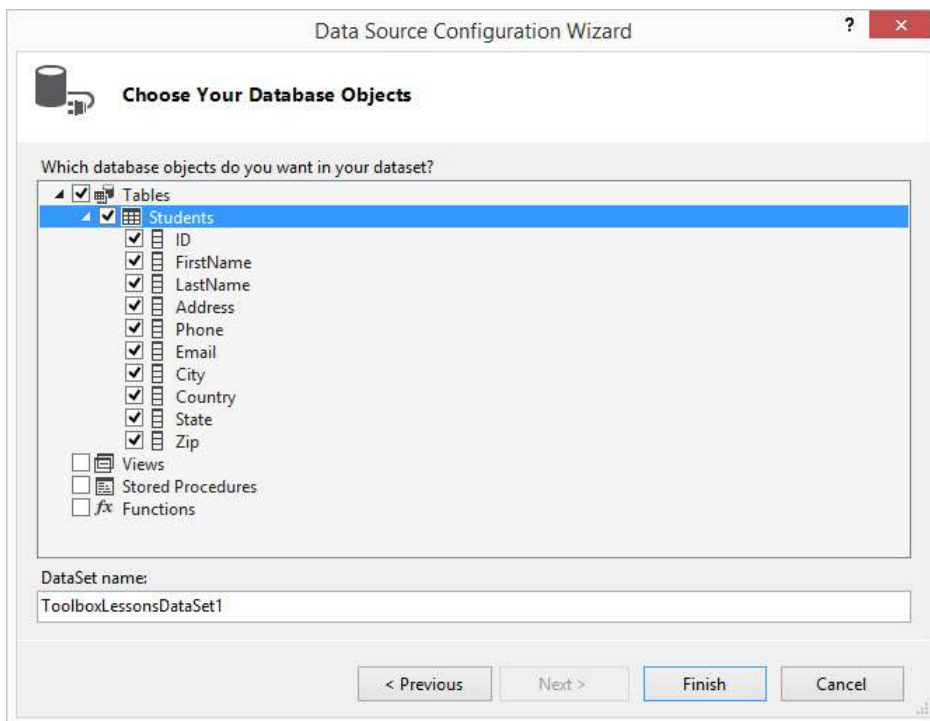 Data Source Configuration Wizard
?
Choose Your Database Objects
Which database objects do you want in your dataset?
Tables
Students
ID
FirstName
LastName
Address
Phone
Email
City
Country
State
Zip
Views
Stored Procedures
fx Functions
DataSet name:
ToolboxLessonsDataSet1
< Previous Next > Finish Cancel